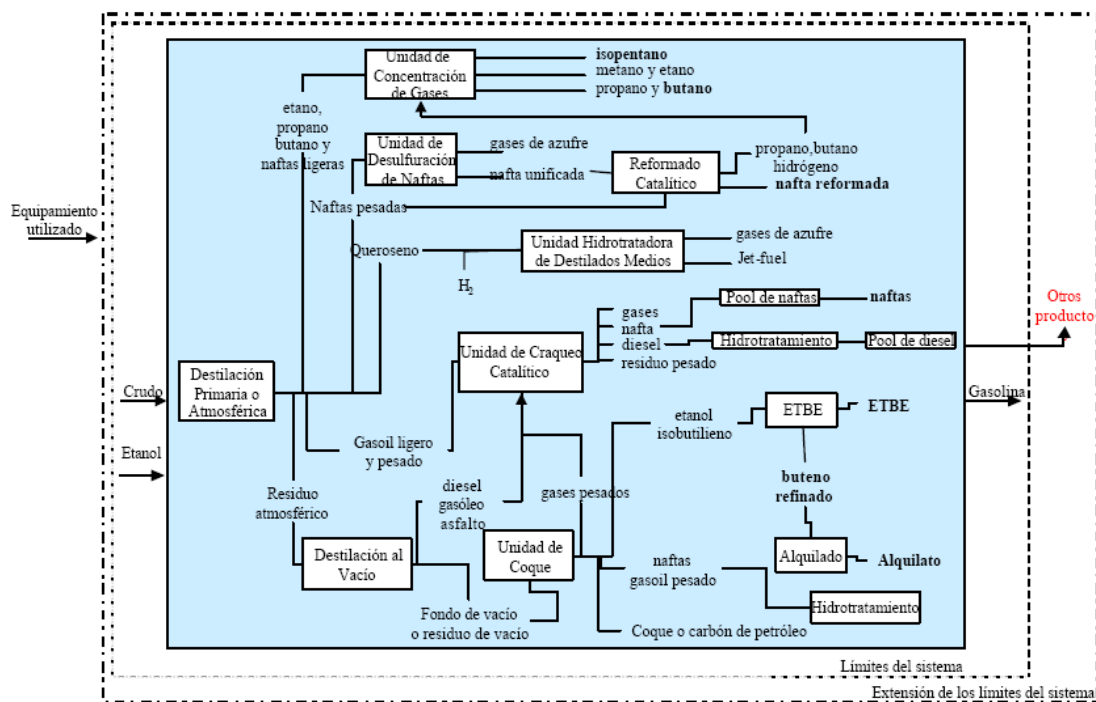 Unidad de
Concentración
de Gases
isopentano
metano y etano
propano y butano
etano,
propano
butano y
naftas ligeras
Unidad de
Desulfuración
de Naftas
gases de azufre
nafta unificada
Reformado
Catalítico
propano,butano
hidrógeno
nafta reformada
Naftas pesadas
Equipamiento
utilizado
Queroseno
H2
Unidad Hidrotratadora
de Destilados Medios
gases de azufre
Jet-fuel
gases
nafta
diesel
residuo pesado
Pool de naftas
naftas
Hidrotratamiento
Pool de diesel
Otros
producto
Unidad de Craqueo
Catalítico
Destilación
Primaria o
Atmosférica
Crudo
Etanol
Gasolina
etanol
isobutilieno
ETBE
ETBE
Gasoil ligero
y pesado
diesel
gasóleo
asfalto
gases pesados
buteno
refinado
Residuo
atmosférico
Destilación al
Vacío
Unidad de
Coque
naftas
gasoil pesado
Alquilado
Alquilato
Hidrotratamiento
Fondo de vacío
o residuo de vacío
Coque o carbón de petróleo
Límites del sistema
Extensión de los límites del sistema